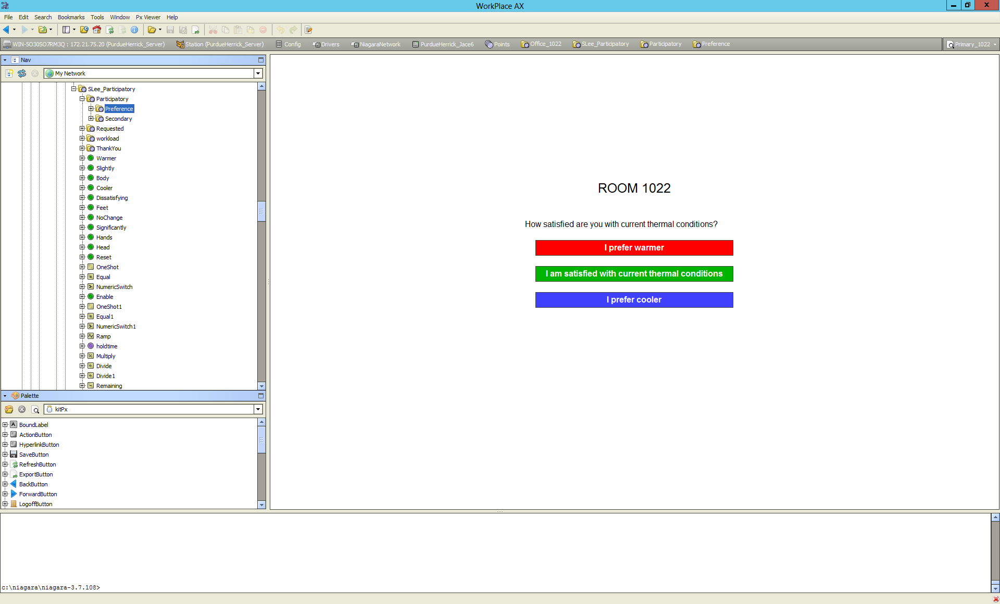 WorkPlace AX
File Edit Search Bookmarks Tools Window Px Viewer Help
WIN-5O30SO7RM3Q : 172.21.75.20 (PurdueHerrick_Server) Station (PurdueHerrick_Server) Config Drivers NiagaraNetwork PurdueHerrick_Jace6 Points Office_1022 SLee_Participatory Participatory Preference Primary_1022
Nav
My Network
SLee_Participatory
Participatory
Preference
Secondary
Requested
workload
ThankYou
Warmer
Slightly
Body
Cooler
Dissatisfying
Feet
NoChange
Significantly
Hands
Head
Reset
OneShot
Equal
NumericSwitch
Enable
OneShot1
Equal1
NumericSwitch1
Ramp
holdtime
Multiply
Divide
Divide1
Remaining
Palette
kitPx
BoundLabel
ActionButton
HyperlinkButton
SaveButton
RefreshButton
ExportButton
BackButton
ForwardButton
LogoffButton
ROOM 1022
How satisfied are you with current thermal conditions?
I prefer warmer
I am satisfied with current thermal conditions
I prefer cooler
c:\niagara\niagara-3.7.108>